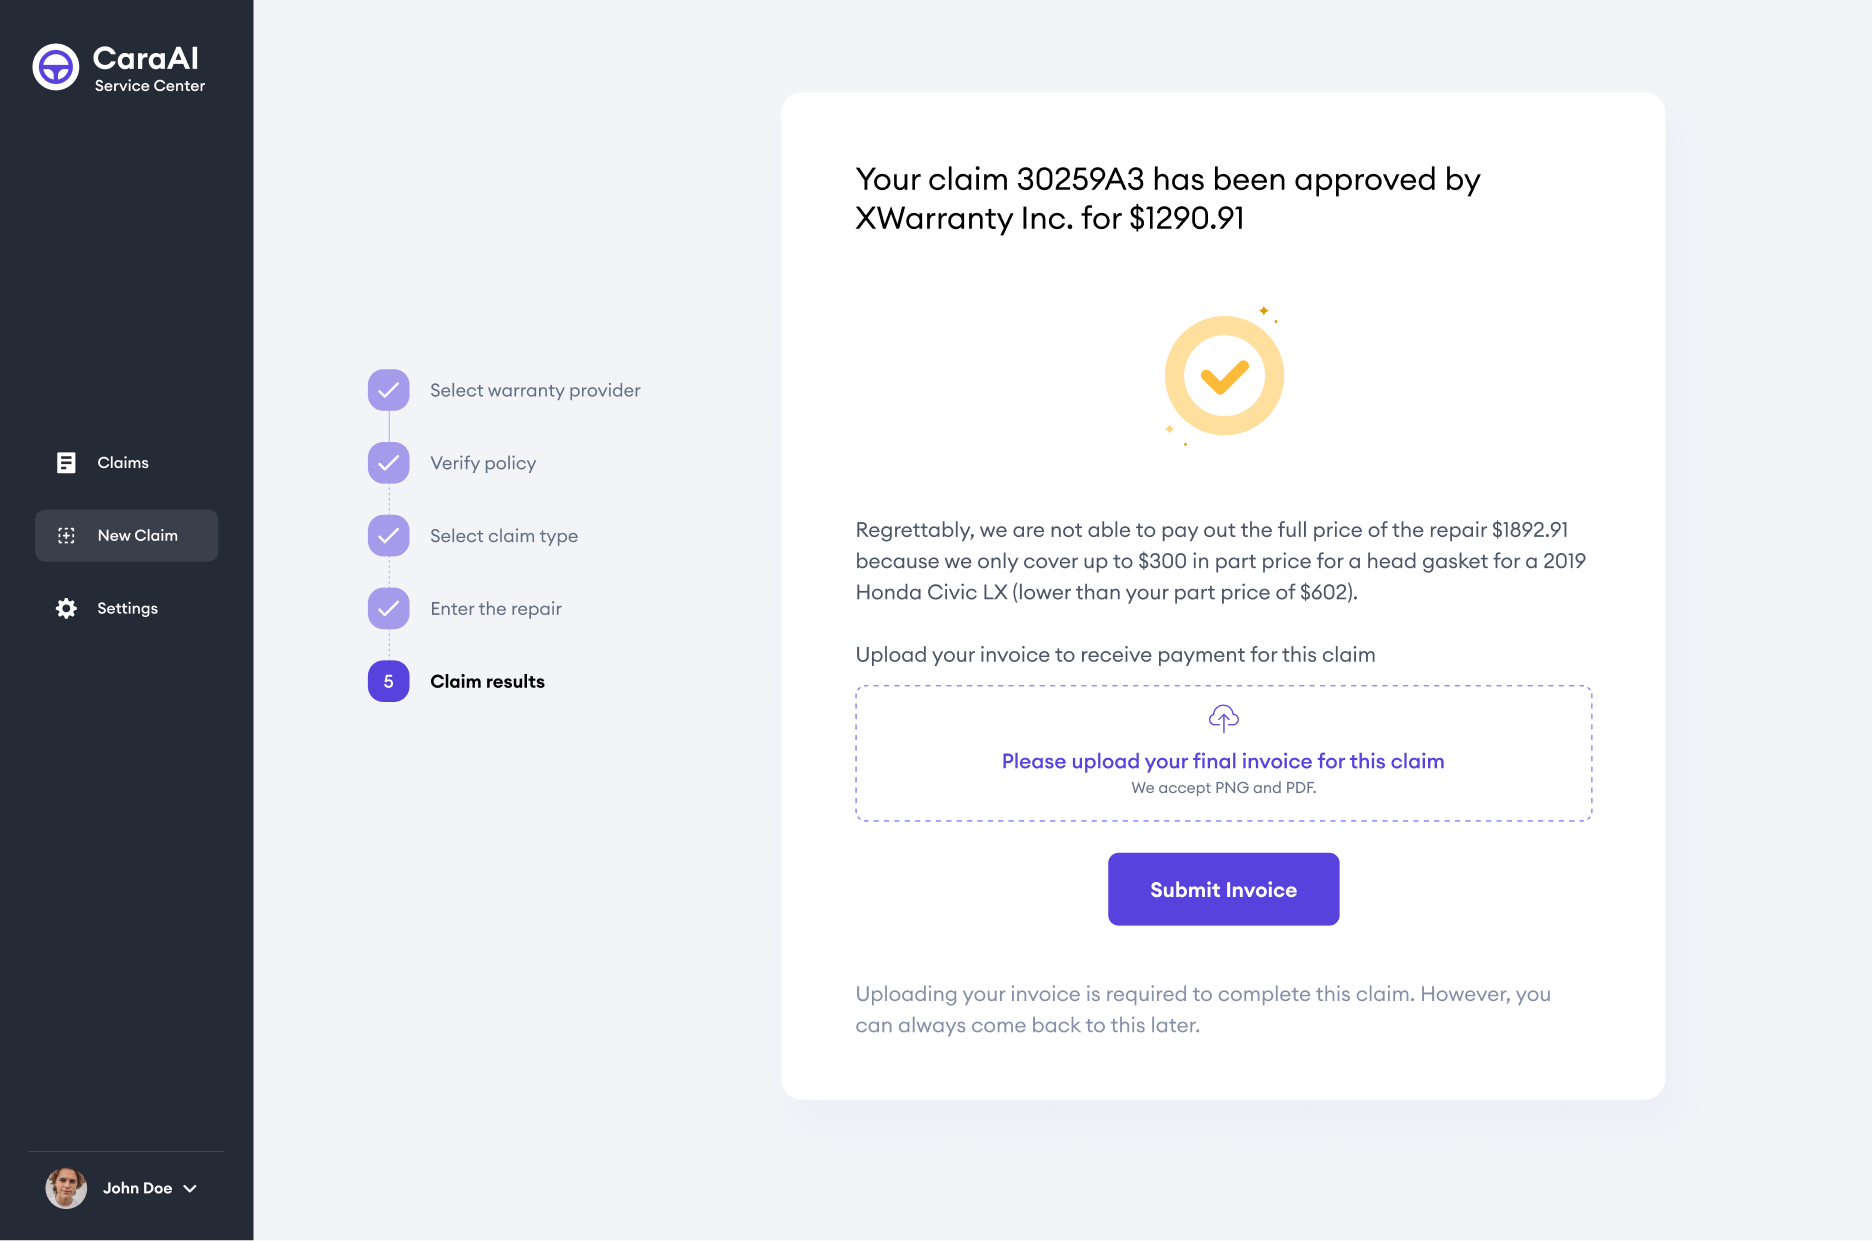 CaraAI
Service Center
Claims
New Claim
Settings
John Doe
Select warranty provider
Verify policy
Select claim type
Enter the repair
5
Claim results
Your claim 30259A3 has been approved by
XWarranty Inc. for $1290.91
Regrettably, we are not able to pay out the full price of the repair $1892.91
because we only cover up to $300 in part price for a head gasket for a 2019
Honda Civic LX (lower than your part price of $602).
Upload your invoice to receive payment for this claim
Please upload your final invoice for this claim
We accept PNG and PDF.
Submit Invoice
Uploading your invoice is required to complete this claim. However, you
can always come back to this later.